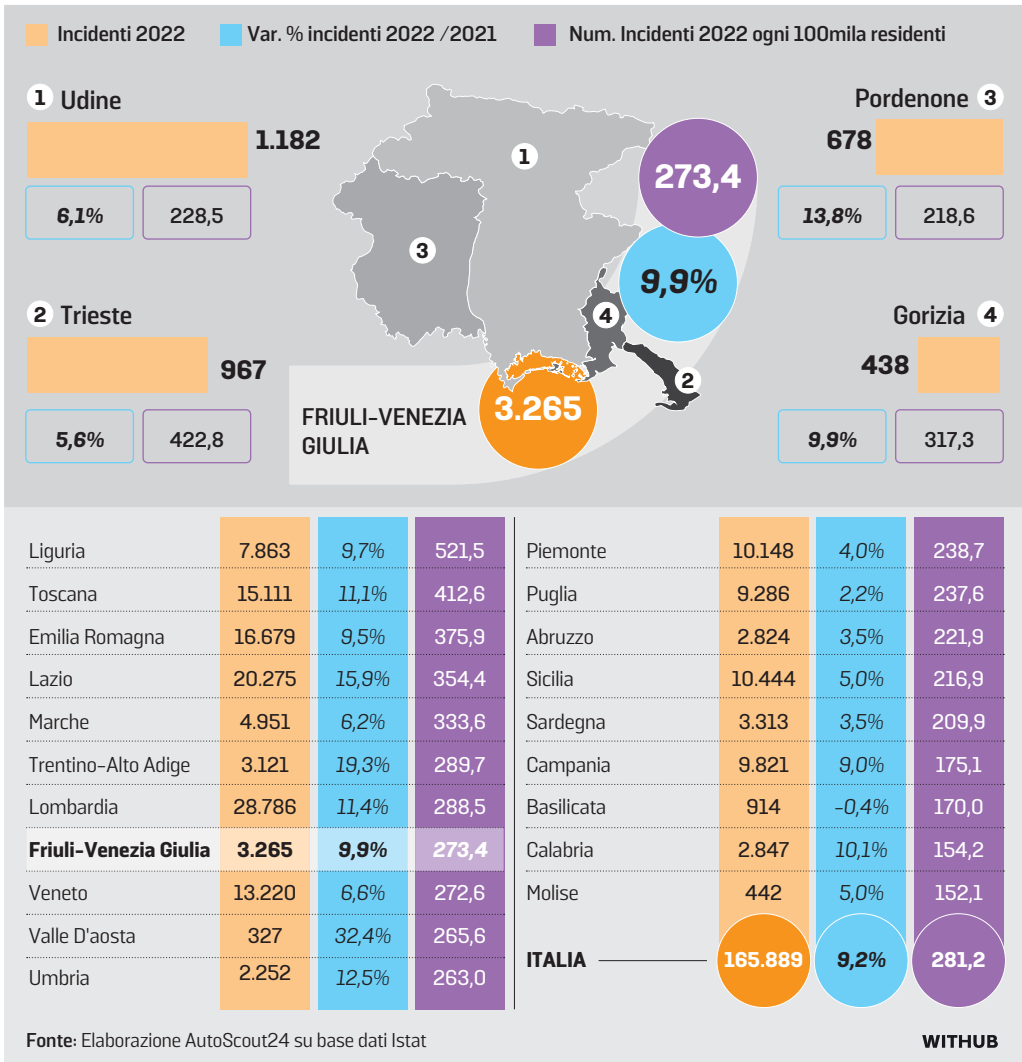 Incidenti 2022 Var. % incidenti 2022 /2021 Num. Incidenti 2022 ogni 100mila residenti
1 Udine
1.182
6,1% 228,5
2 Trieste
967
5,6% 422,8
1
3
4
2
273,4
9,9%
3.265
FRIULI-VENEZIA
GIULIA
Pordenone 3
678
13,8% 218,6
Gorizia 4
438
9,9% 317,3
Liguria 7.863 9,7% 521,5
Toscana 15.111 11,1% 412,6
Emilia Romagna 16.679 9,5% 375,9
Lazio 20.275 15,9% 354,4
Marche 4.951 6,2% 333,6
Trentino-Alto Adige 3.121 19,3% 289,7
Lombardia 28.786 11,4% 288,5
Friuli-Venezia Giulia 3.265 9,9% 273,4
Veneto 13.220 6,6% 272,6
Valle D'aosta 327 32,4% 265,6
Umbria 2.252 12,5% 263,0
Piemonte 10.148 4,0% 238,7
Puglia 9.286 2,2% 237,6
Abruzzo 2.824 3,5% 221,9
Sicilia 10.444 5,0% 216,9
Sardegna 3.313 3,5% 209,9
Campania 9.821 9,0% 175,1
Basilicata 914 -0,4% 170,0
Calabria 2.847 10,1% 154,2
Molise 442 5,0% 152,1
ITALIA 165.889 9,2% 281,2
Fonte: Elaborazione AutoScout24 su base dati Istat
WITHUB